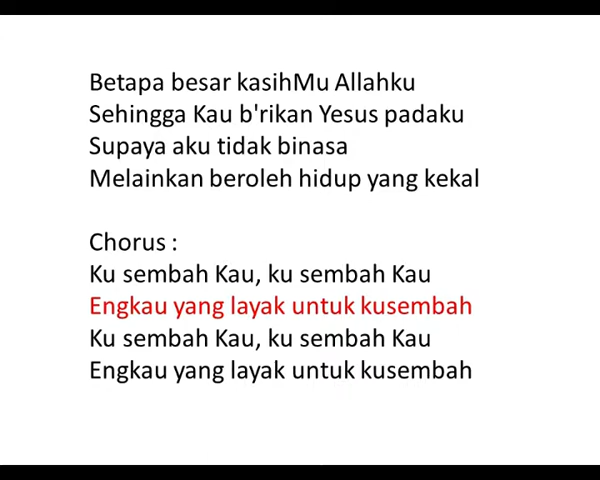 Betapa besar kasihMu Allahku
Sehingga Kau b'rikan Yesus padaku
Supaya aku tidak binasa
Melainkan beroleh hidup yang kekal
Chorus :
Ku sembah Kau, ku sembah Kau
Engkau yang layak untuk kusembah
Ku sembah Kau, ku sembah Kau
Engkau yang layak untuk kusembah